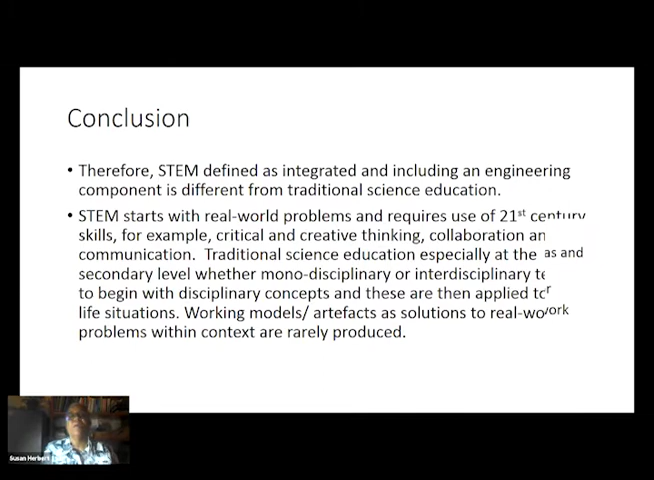 Conclusion
• Therefore, STEM defined as integrated and including an engineering
component is different from traditional science education.
• STEM starts with real-world problems and requires use of 21st century
skills, for example, critical and creative thinking, collaboration
communication. Traditional science education especially at the as and
secondary level whether mono-disciplinary or interdisciplinary
to begin with disciplinary concepts and these are then applied
life situations. Working models/ artefacts as solutions to
problems within context are rarely produced.
Susan Herbert